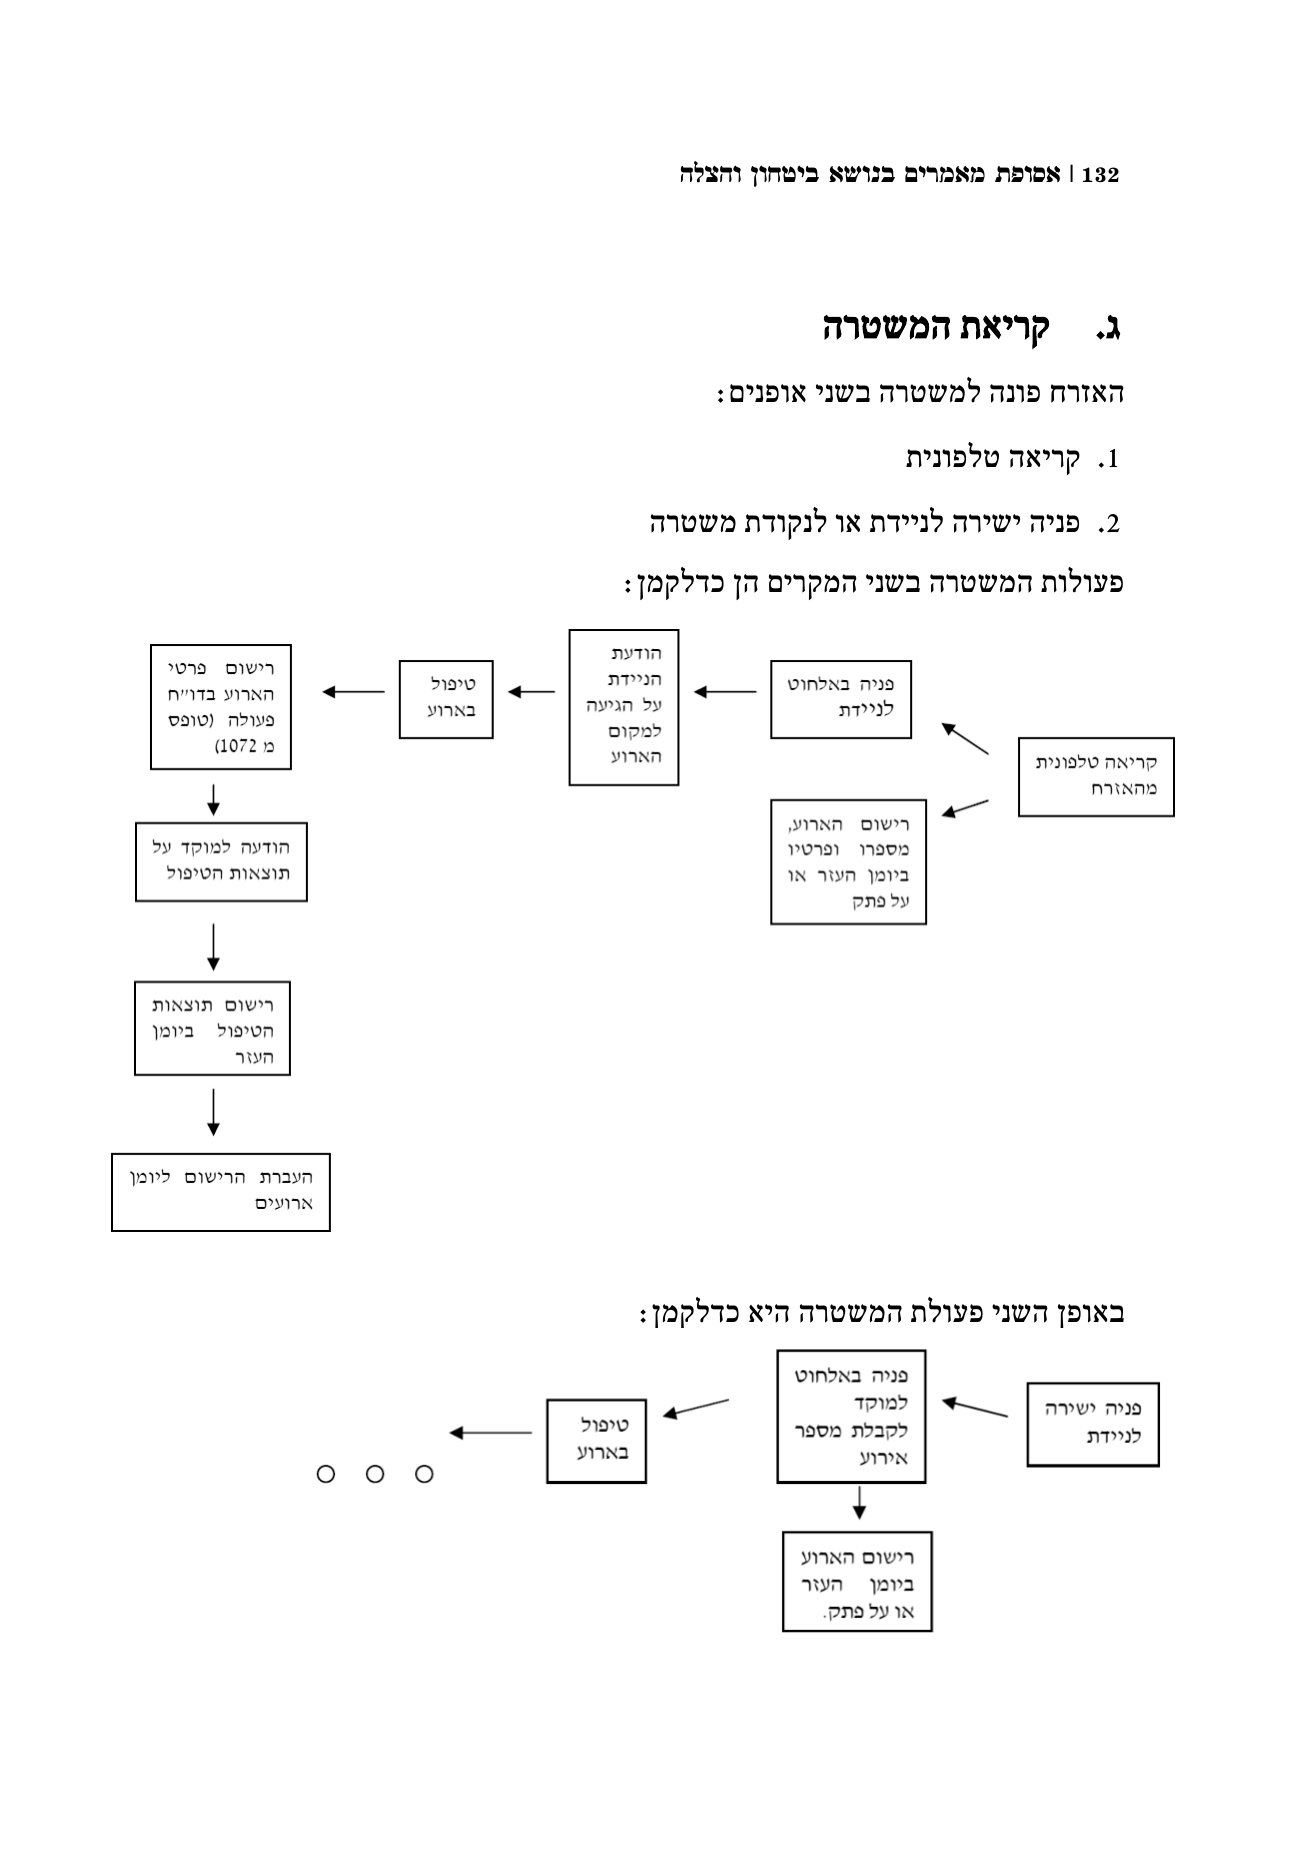 132 | אסופת מאמרים בנושא ביטחון והצלה
ג. קריאת המשטרה
האזרח פונה למשטרה בשני אופנים:
1. קריאה טלפונית
2. פניה ישירה לניידת או לנקודת משטרה
פעולות המשטרה בשני המקרים הן כדלקמן:
קריאה טלפונית
מהאזרח
פניה באלחוט
לניידת
רישום הארוע,
מספרו ופרטיו
ביומן העזר או
על פתק
הודעת
הניידת
על הגיעה
למקום
הארוע
טיפול
בארוע
רישום פרטי
הארוע בדו״ח
פעולה (טופס
מ 1072)
הודעה למוקד על
תוצאות הטיפול
רישום תוצאות
הטיפול ביומן
העזר
העברת הרישום ליומן
ארועים
באופן השני פעולת המשטרה היא כדלקמן:
פניה ישירה
לניידת
פניה באלחוט
למוקד
לקבלת מספר
אירוע
רישום הארוע
ביומן העזר
או על פתק.
טיפול
בארוע